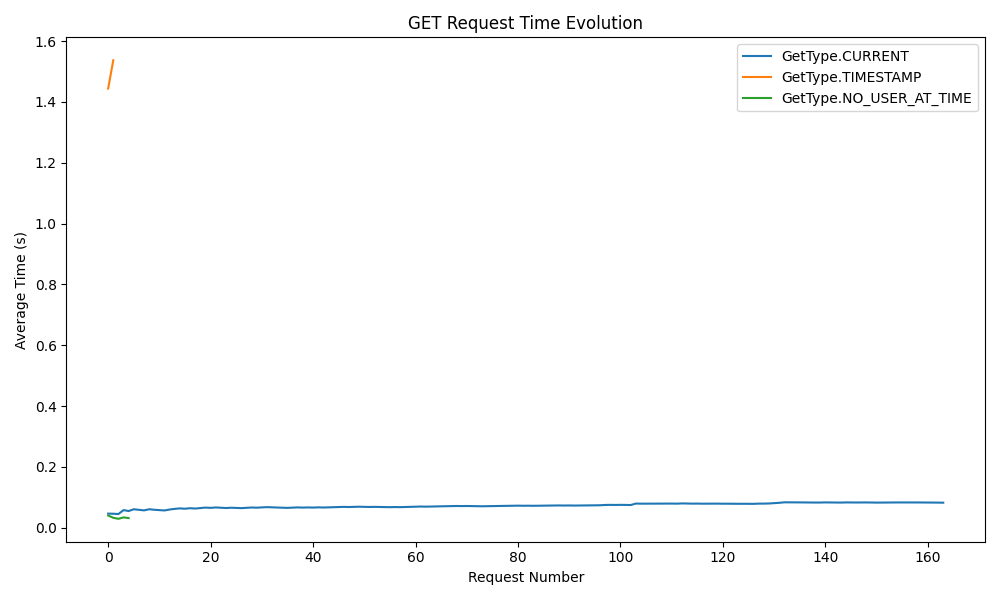 GET Request Time Evolution
GetType.CURRENT
GetType.TIMESTAMP
GetType.NO_USER_AT_TIME
Average Time (s)
1.6
1.4
1.2
1.0
0.8
0.6
0.4
0.2
0.0
0 20 40 60 80 100 120 140 160
Request Number